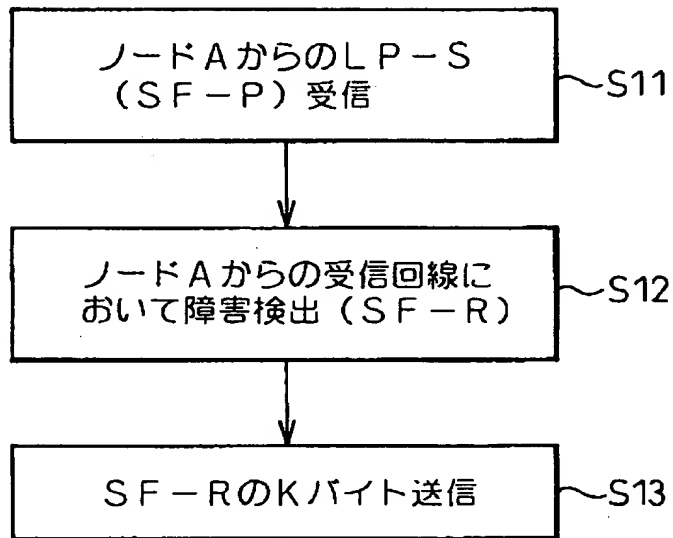 ノードAからのLP-S
(SF-P)受信
S11
ノードAからの受信回線に
おいて障害検出(SF-R)
S12
SF-RのKバイト送信
S13